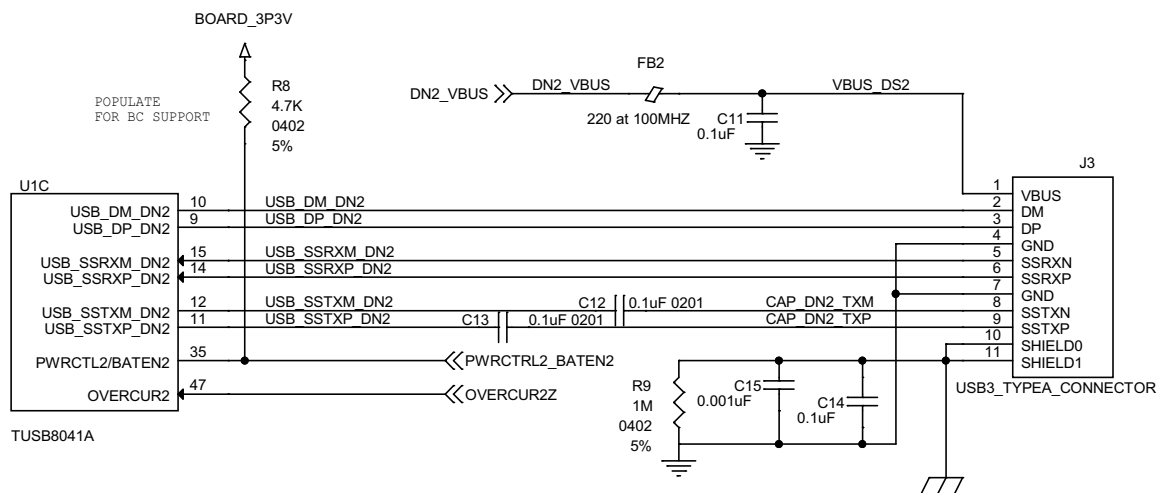 BOARD_3P3V
POPULATE
FOR BC SUPPORT
R8
4.7K
0402
5%
FB2
DN2_VBUS
DN2_VBUS
VBUS_DS2
220 at 100MHZ
C11
0.1uF
J3
U1C
USB_DM_DN2
10
USB_DM_DN2
USB_DP_DN2
9
USB_DP_DN2
USB_SSRXM_DN2
15
USB_SSRXM_DN2
USB_SSRXP_DN2
14
USB_SSRXP_DN2
USB_SSTXM_DN2
12
USB_SSTXM_DN2
C12
0.1uF 0201
CAP_DN2_TXM
USB_SSTXP_DN2
11
USB_SSTXP_DN2
C13
0.1uF 0201
CAP_DN2_TXP
PWRCTL2/BATEN2
35
PWRCTRL2_BATEN2
OVERCUR2
47
OVERCUR2Z
TUSB8041A
1
VBUS
2
DM
3
DP
4
GND
5
SSRXN
6
SSRXP
7
GND
8
SSTXN
9
SSTXP
10
SHIELD0
11
SHIELD1
USB3_TYPEA_CONNECTOR
R9
1M
0402
5%
C15
0.001uF
C14
0.1uF